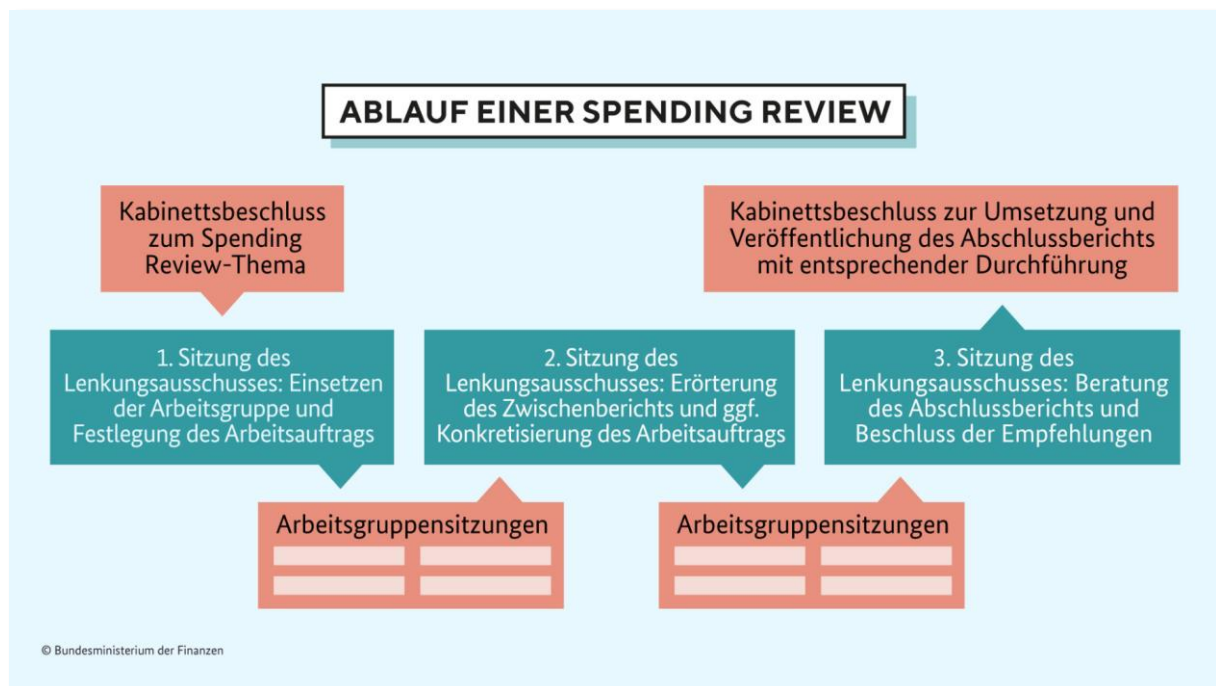 ABLAUF EINER SPENDING REVIEW
Kabinettsbeschluss
zum Spending
Review-Thema
Kabinettsbeschluss zur Umsetzung und
Veröffentlichung des Abschlussberichts
mit entsprechender Durchführung
1. Sitzung des
Lenkungsausschusses: Einsetzen
der Arbeitsgruppe und
Festlegung des Arbeitsauftrags
2. Sitzung des
Lenkungsausschusses: Erörterung
des Zwischenberichts und ggf.
Konkretisierung des Arbeitsauftrags
3. Sitzung des
Lenkungsausschusses: Beratung
des Abschlussberichts und
Beschluss der Empfehlungen
Arbeitsgruppensitzungen
Arbeitsgruppensitzungen
© Bundesministerium der Finanzen